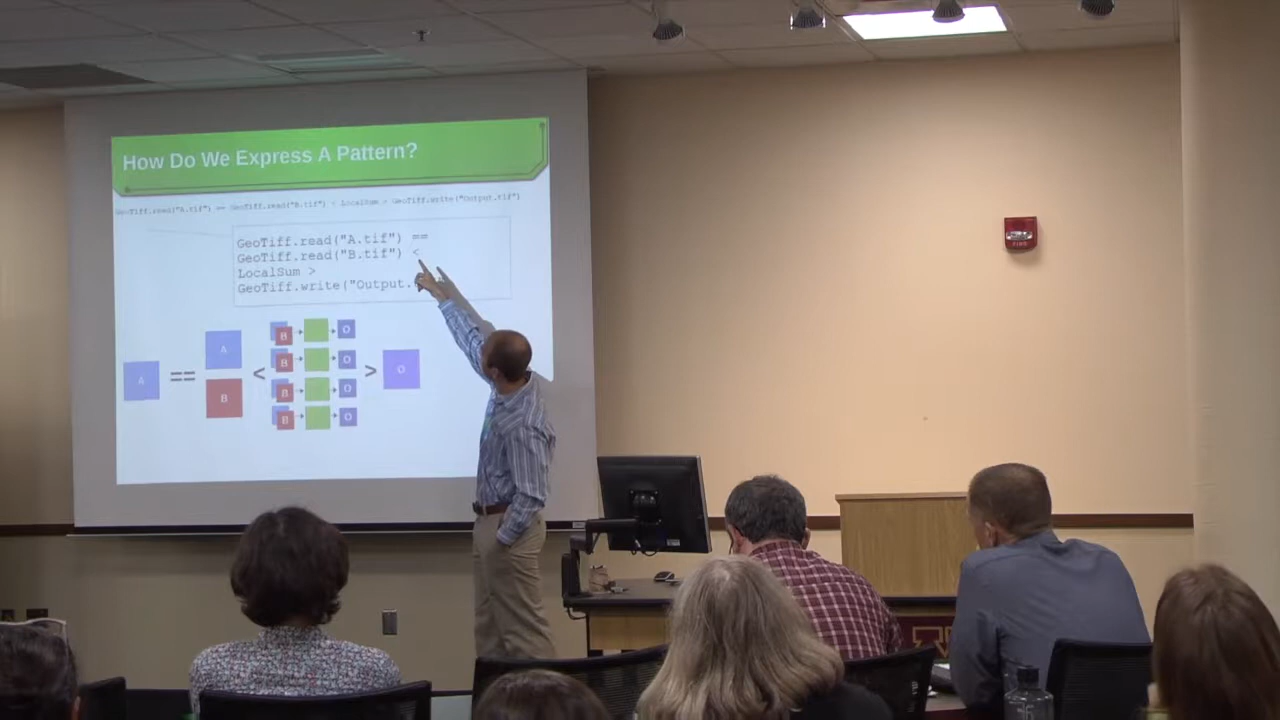 How Do We Express A Pattern?
GeoTiff.read("A.tif") == GeoTiff.read("B.tif") < LocalSum > GeoTiff.write("Output.tif")
GeoTiff.read("A.tif") ==
GeoTiff.read("B.tif") <
LocalSum >
GeoTiff.write("Output.
A == A B < B O > O
B O
B O
B O
FIRE